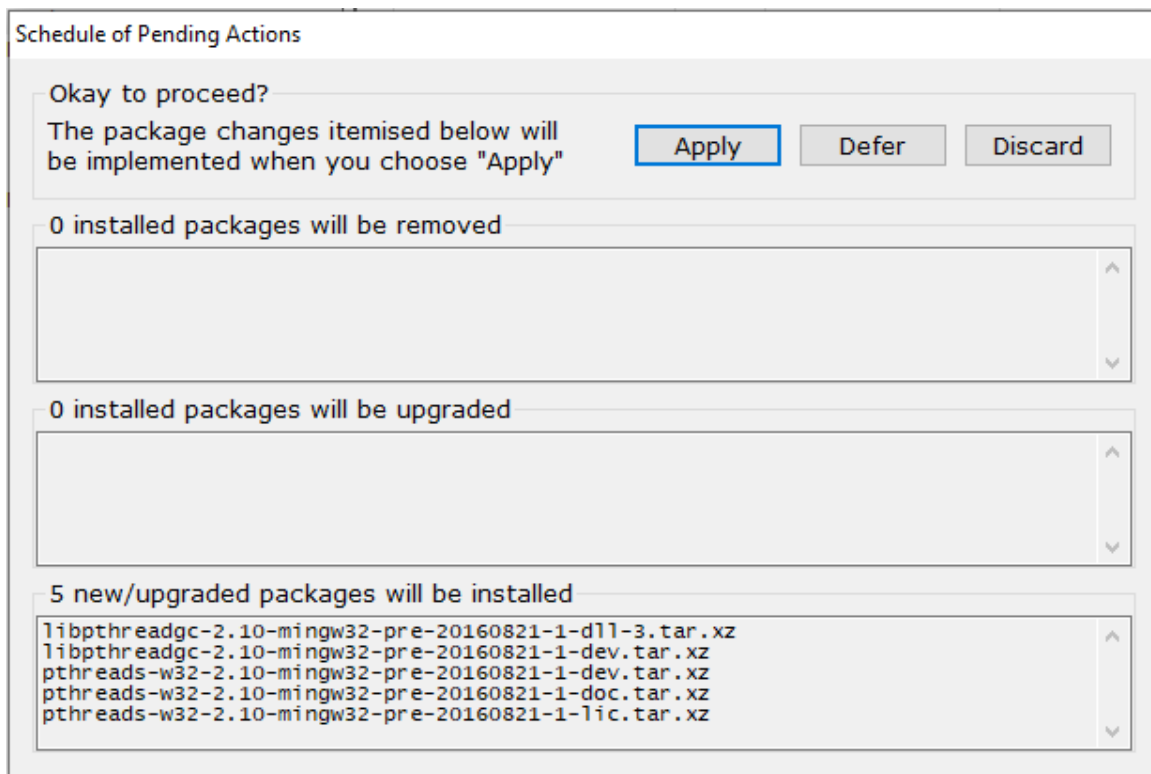 Schedule of Pending Actions
Okay to proceed?
The package changes itemised below will
be implemented when you choose "Apply"
Apply
Defer
Discard
0 installed packages will be removed
0 installed packages will be upgraded
5 new/upgraded packages will be installed
libpthreadgc-2.10-mingw32-pre-20160821-1-dll-3.tar.xz
libpthreadgc-2.10-mingw32-pre-20160821-1-dev.tar.xz
pthreads-w32-2.10-mingw32-pre-20160821-1-dev.tar.xz
pthreads-w32-2.10-mingw32-pre-20160821-1-doc.tar.xz
pthreads-w32-2.10-mingw32-pre-20160821-1-lic.tar.xz